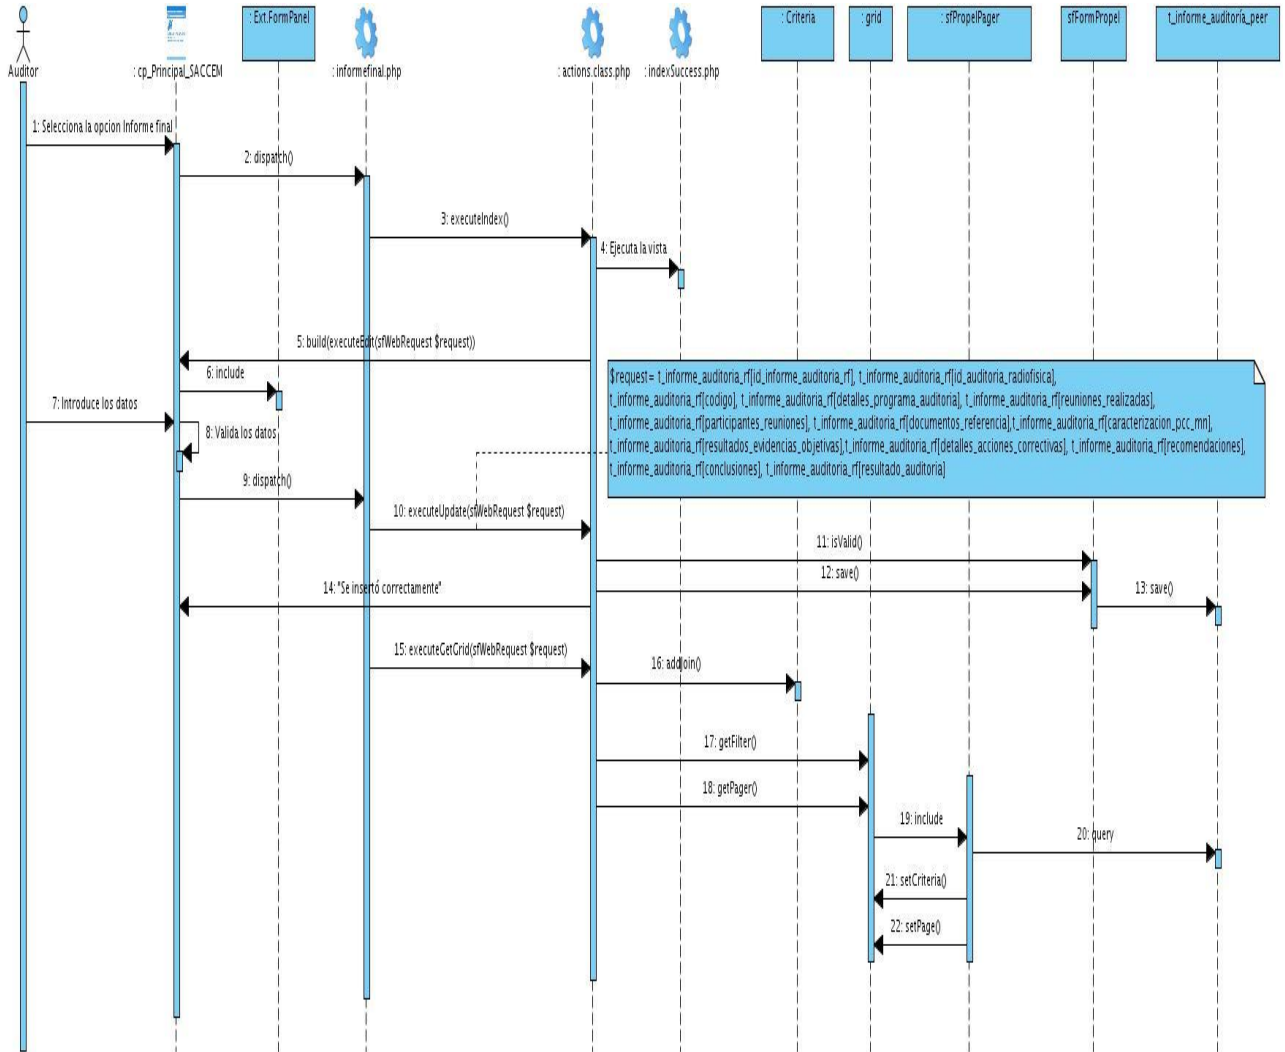 Auditor
: cp_Principal_SACCEM
: Ext.FormPanel
: informefinal.php
: actions.class.php
: indexSuccess.php
: Criteria
: grid
: sfPropelPager
sfFormPropel
t_informe_auditoría_peer
1: Selecciona la opcion Informe final
2: dispatch()
3: executeIndex()
4: Ejecuta la vista
5: build(executeEdit(sfWebRequest $request))
6: include
7: Introduce los datos
8: Valida los datos
$request= t_informe_auditoria_rf[id_informe_auditoria_rf], t_informe_auditoria_rf[id_auditoria_radiofisica],
t_informe_auditoria_rf[codigo], t_informe_auditoria_rf[detalles_programa_auditoria], t_informe_auditoria_rf[reuniones_realizadas],
t_informe_auditoria_rf[participantes_reuniones], t_informe_auditoria_rf[documentos_referencia],t_informe_auditoria_rf[caracterizacion_pcc_mn],
t_informe_auditoria_rf[resultados_evidencias_objetivas],t_informe_auditoria_rf[detalles_acciones_correctivas], t_informe_auditoria_rf[recomendaciones],
t_informe_auditoria_rf[conclusiones], t_informe_auditoria_rf[resultado_auditoria]
9: dispatch()
10: executeUpdate(sfWebRequest $request)
11: isValid()
12: save()
13: save()
14: "Se insertó correctamente"
15: executeGetGrid(sfWebRequest $request)
16: addJoin()
17: getFilter()
18: getPager()
19: include
20: query
21: setCriteria()
22: setPage()